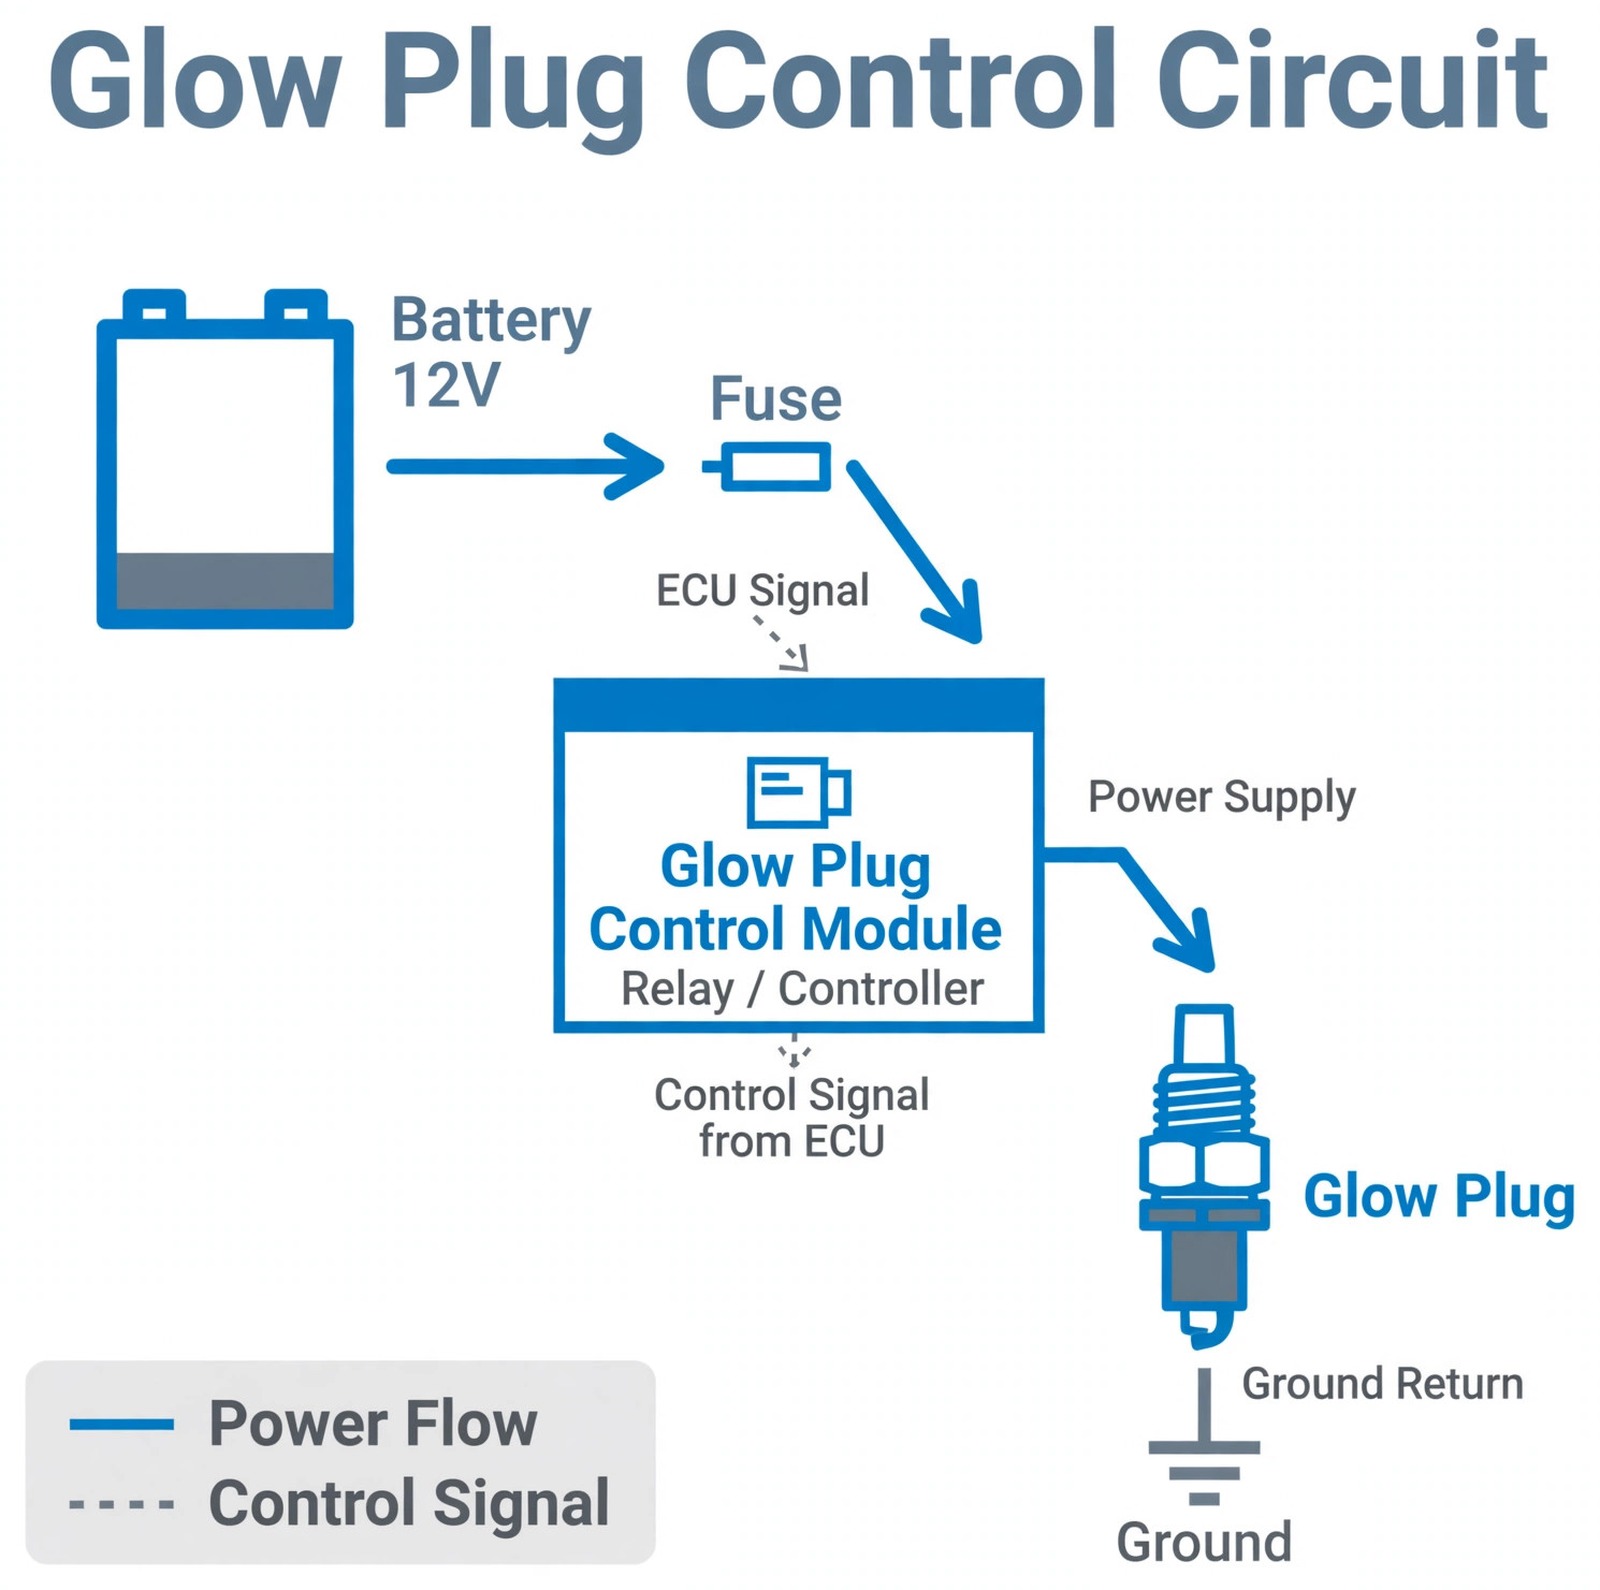 Glow Plug Control Circuit
Battery
12V
Fuse
ECU Signal
Glow Plug
Control Module
Relay / Controller
Power Supply
Control Signal
from ECU
Glow Plug
Ground Return
Ground
Power Flow
Control Signal